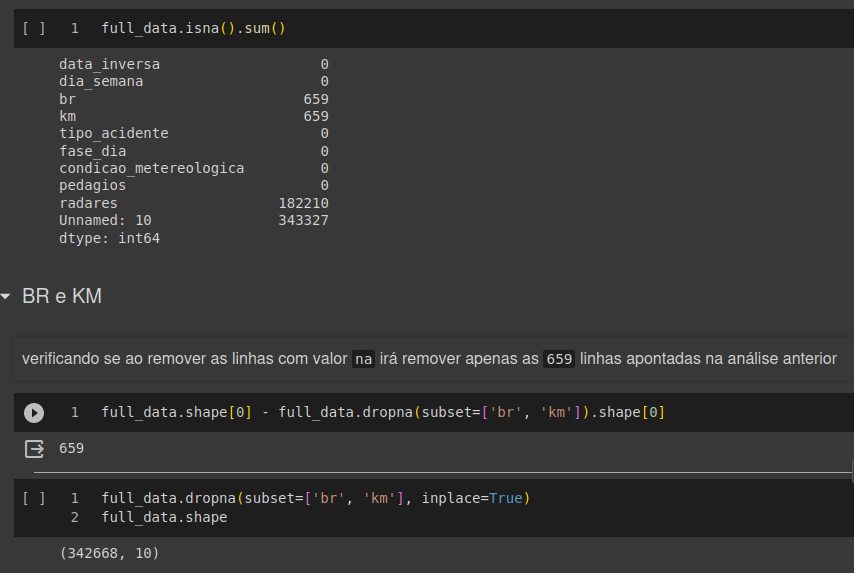 [ ] 1 full_data.isna().sum()
data_inversa 0
dia_semana 0
br 659
km 659
tipo_acidente 0
fase_dia 0
condicao_metereologica 0
pedagios 0
radares 182210
Unnamed: 10 343327
dtype: int64
BR e KM
verificando se ao remover as linhas com valor na irá remover apenas as 659 linhas apontadas na análise anterior
1 full_data.shape[0] - full_data.dropna(subset=['br', 'km']).shape[0]
659
[ ] 1 full_data.dropna(subset=['br', 'km'], inplace=True)
2 full_data.shape
(342668, 10)